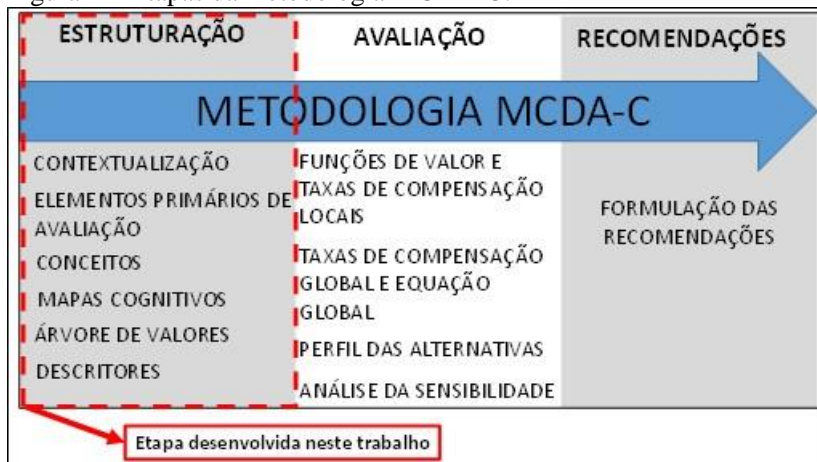 ESTRUTURAÇÃO
AVALIAÇÃO
RECOMENDAÇÕES
METODOLOGIA MCDA-C
CONTEXTUALIZAÇÃO
ELEMENTOS PRIMÁRIOS DE
AVALIAÇÃO
CONCEITOS
MAPAS COGNITIVOS
ÁRVORE DE VALORES
DESCRITORES
FUNÇÕES DE VALOR E
TAXAS DE COMPENSAÇÃO
LOCAIS
TAXAS DE COMPENSAÇÃO
GLOBAL E EQUAÇÃO
GLOBAL
PERFIL DAS ALTERNATIVAS
ANÁLISE DA SENSIBILIDADE
FORMULAÇÃO DAS
RECOMENDAÇÕES
Etapa desenvolvida neste trabalho